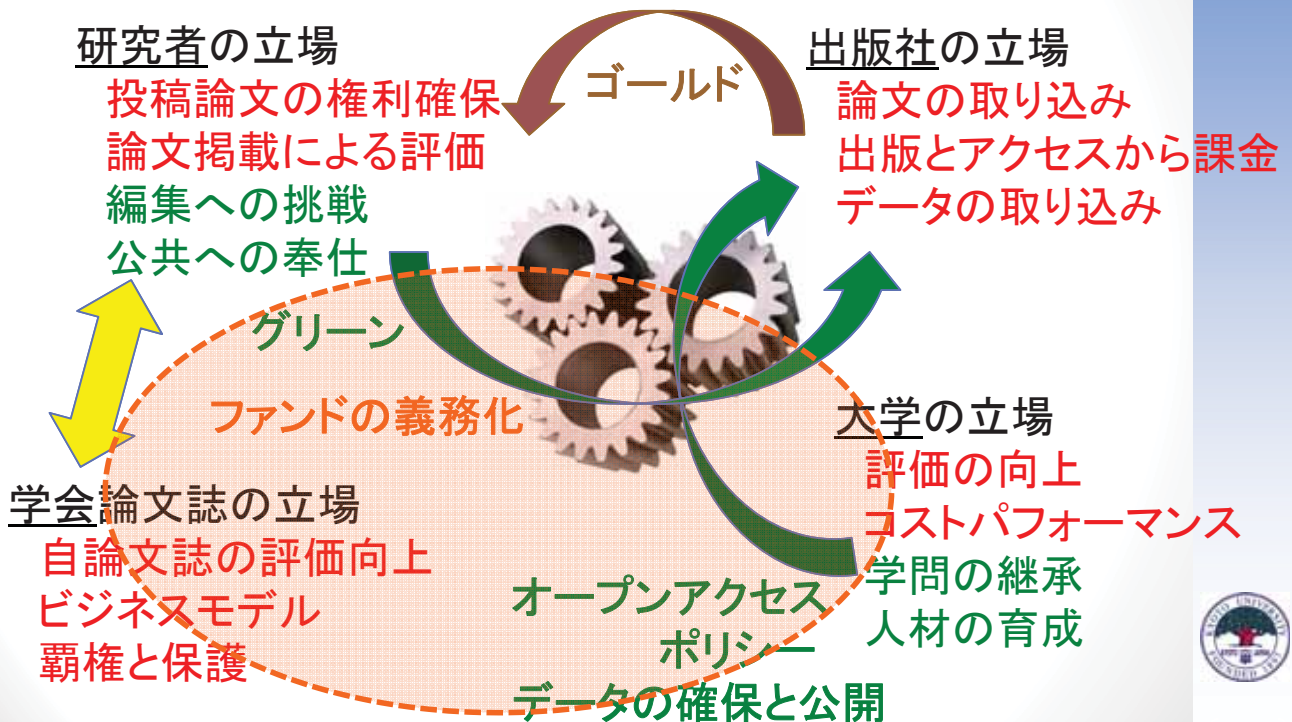 研究者の立場
投稿論文の権利確保
論文掲載による評価
編集への挑戦
公共への奉仕
ゴールド
出版社の立場
論文の取り込み
出版とアクセスから課金
データの取り込み
グリーン
ファンドの義務化
大学の立場
評価の向上
コストパフォーマンス
学問の継承
人材の育成
学会論文誌の立場
自論文誌の評価向上
ビジネスモデル
覇権と保護
オープンアクセス
ポリシー
データの確保と公開
KYOTO UNIVERSITY
FOUNDED 1897